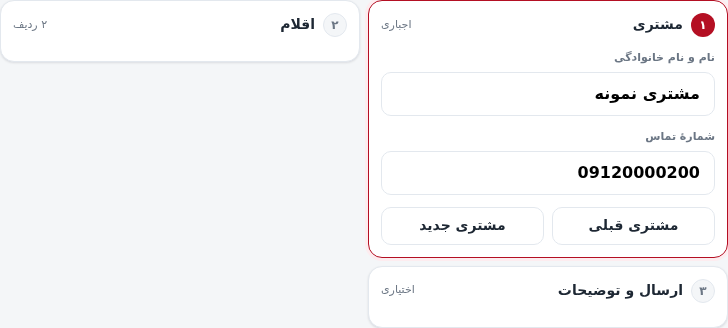 ۱ مشتری اجباری
نام و نام خانوادگی
مشتری نمونه
شمارهٔ تماس
09120000200
مشتری قبلی
مشتری جدید
۲ اقلام ۲ ردیف
۳ ارسال و توضیحات اختیاری